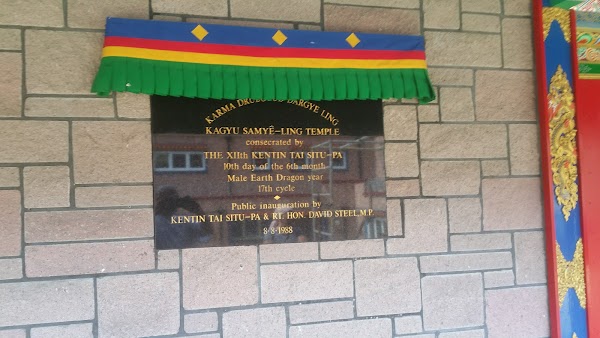 KARMA DRUBGYUD DARGYE LING
KAGYU SAMYĒ-LING TEMPLE
consecrated by
THE XIIth KENTIN TAI SITU-PA
10th day of the 6th month
Male Earth Dragon year
17th cycle
Public inauguration by
KENTIN TAI SITU-PA & RT. HON. DAVID STEEL, M.P.
8·8·1988